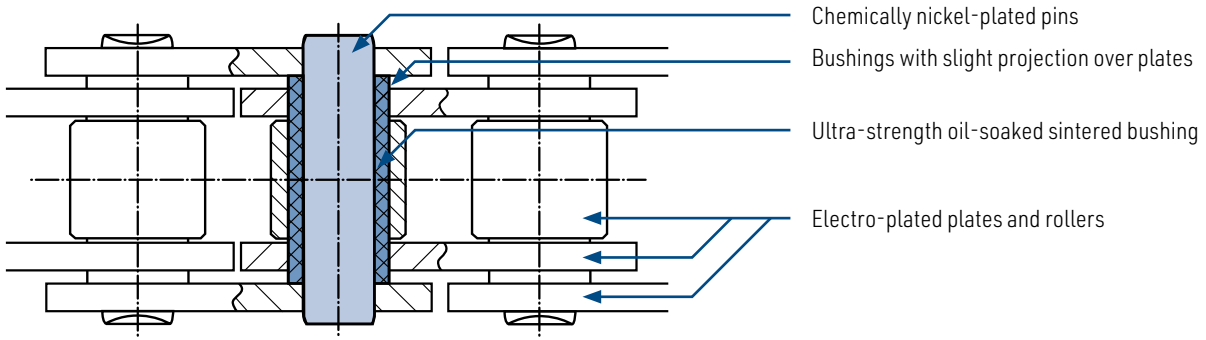 Chemically nickel-plated pins
Bushings with slight projection over plates
Ultra-strength oil-soaked sintered bushing
Electro-plated plates and rollers